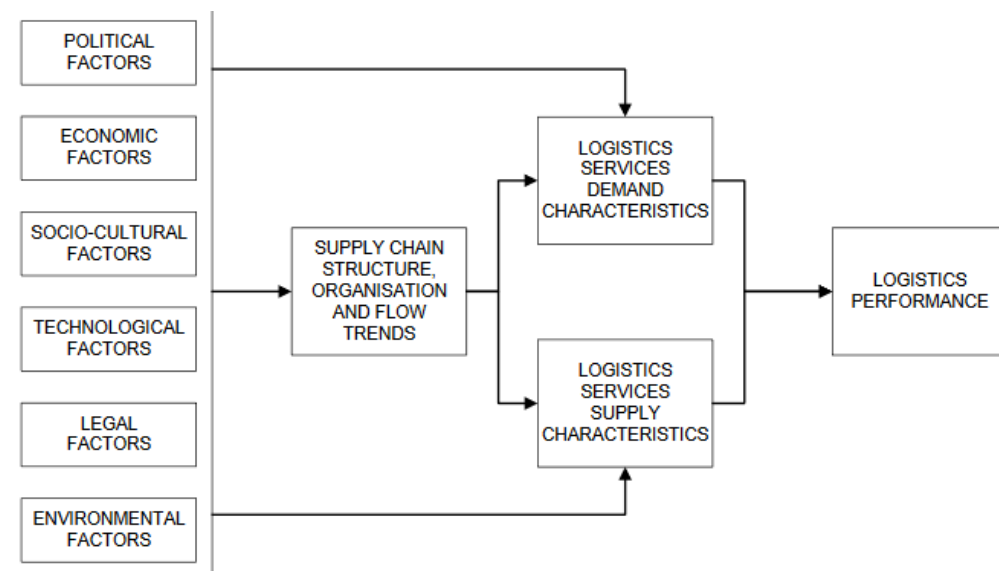 POLITICAL
FACTORS
ECONOMIC
FACTORS
SOCIO-CULTURAL
FACTORS
TECHNOLOGICAL
FACTORS
LEGAL
FACTORS
ENVIRONMENTAL
FACTORS
SUPPLY CHAIN
STRUCTURE,
ORGANISATION
AND FLOW
TRENDS
LOGISTICS
SERVICES
DEMAND
CHARACTERISTICS
LOGISTICS
SERVICES
SUPPLY
CHARACTERISTICS
LOGISTICS
PERFORMANCE